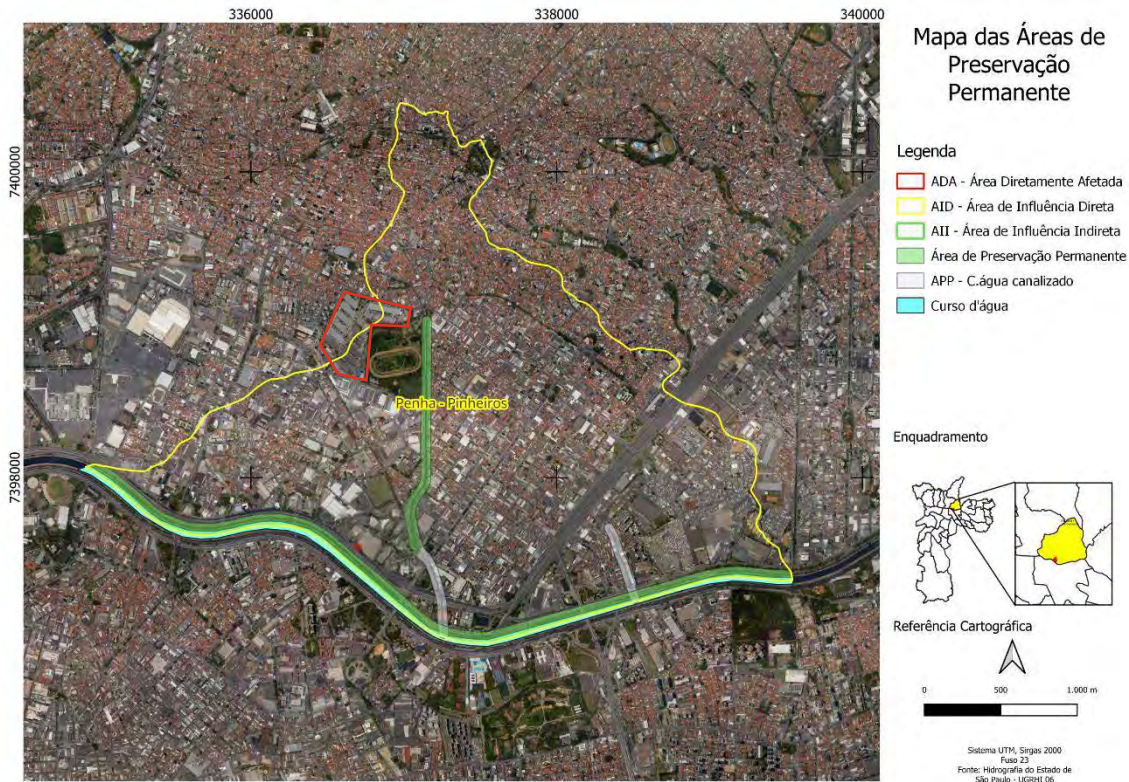 336000
338000
340000
7400000
7398000
Penha - Pinheiros
Mapa das Áreas de
Preservação
Permanente
Legenda
ADA - Área Diretamente Afetada
AID - Área de Influência Direta
AII - Área de Influência Indireta
Área de Preservação Permanente
APP - C.água canalizado
Curso d'água
Enquadramento
Referência Cartográfica
0 500 1.000 m
Sistema UTM, Sirgas 2000
Fuso 23
Fonte: Hidrografia do Estado de
São Paulo - UGRHI 06